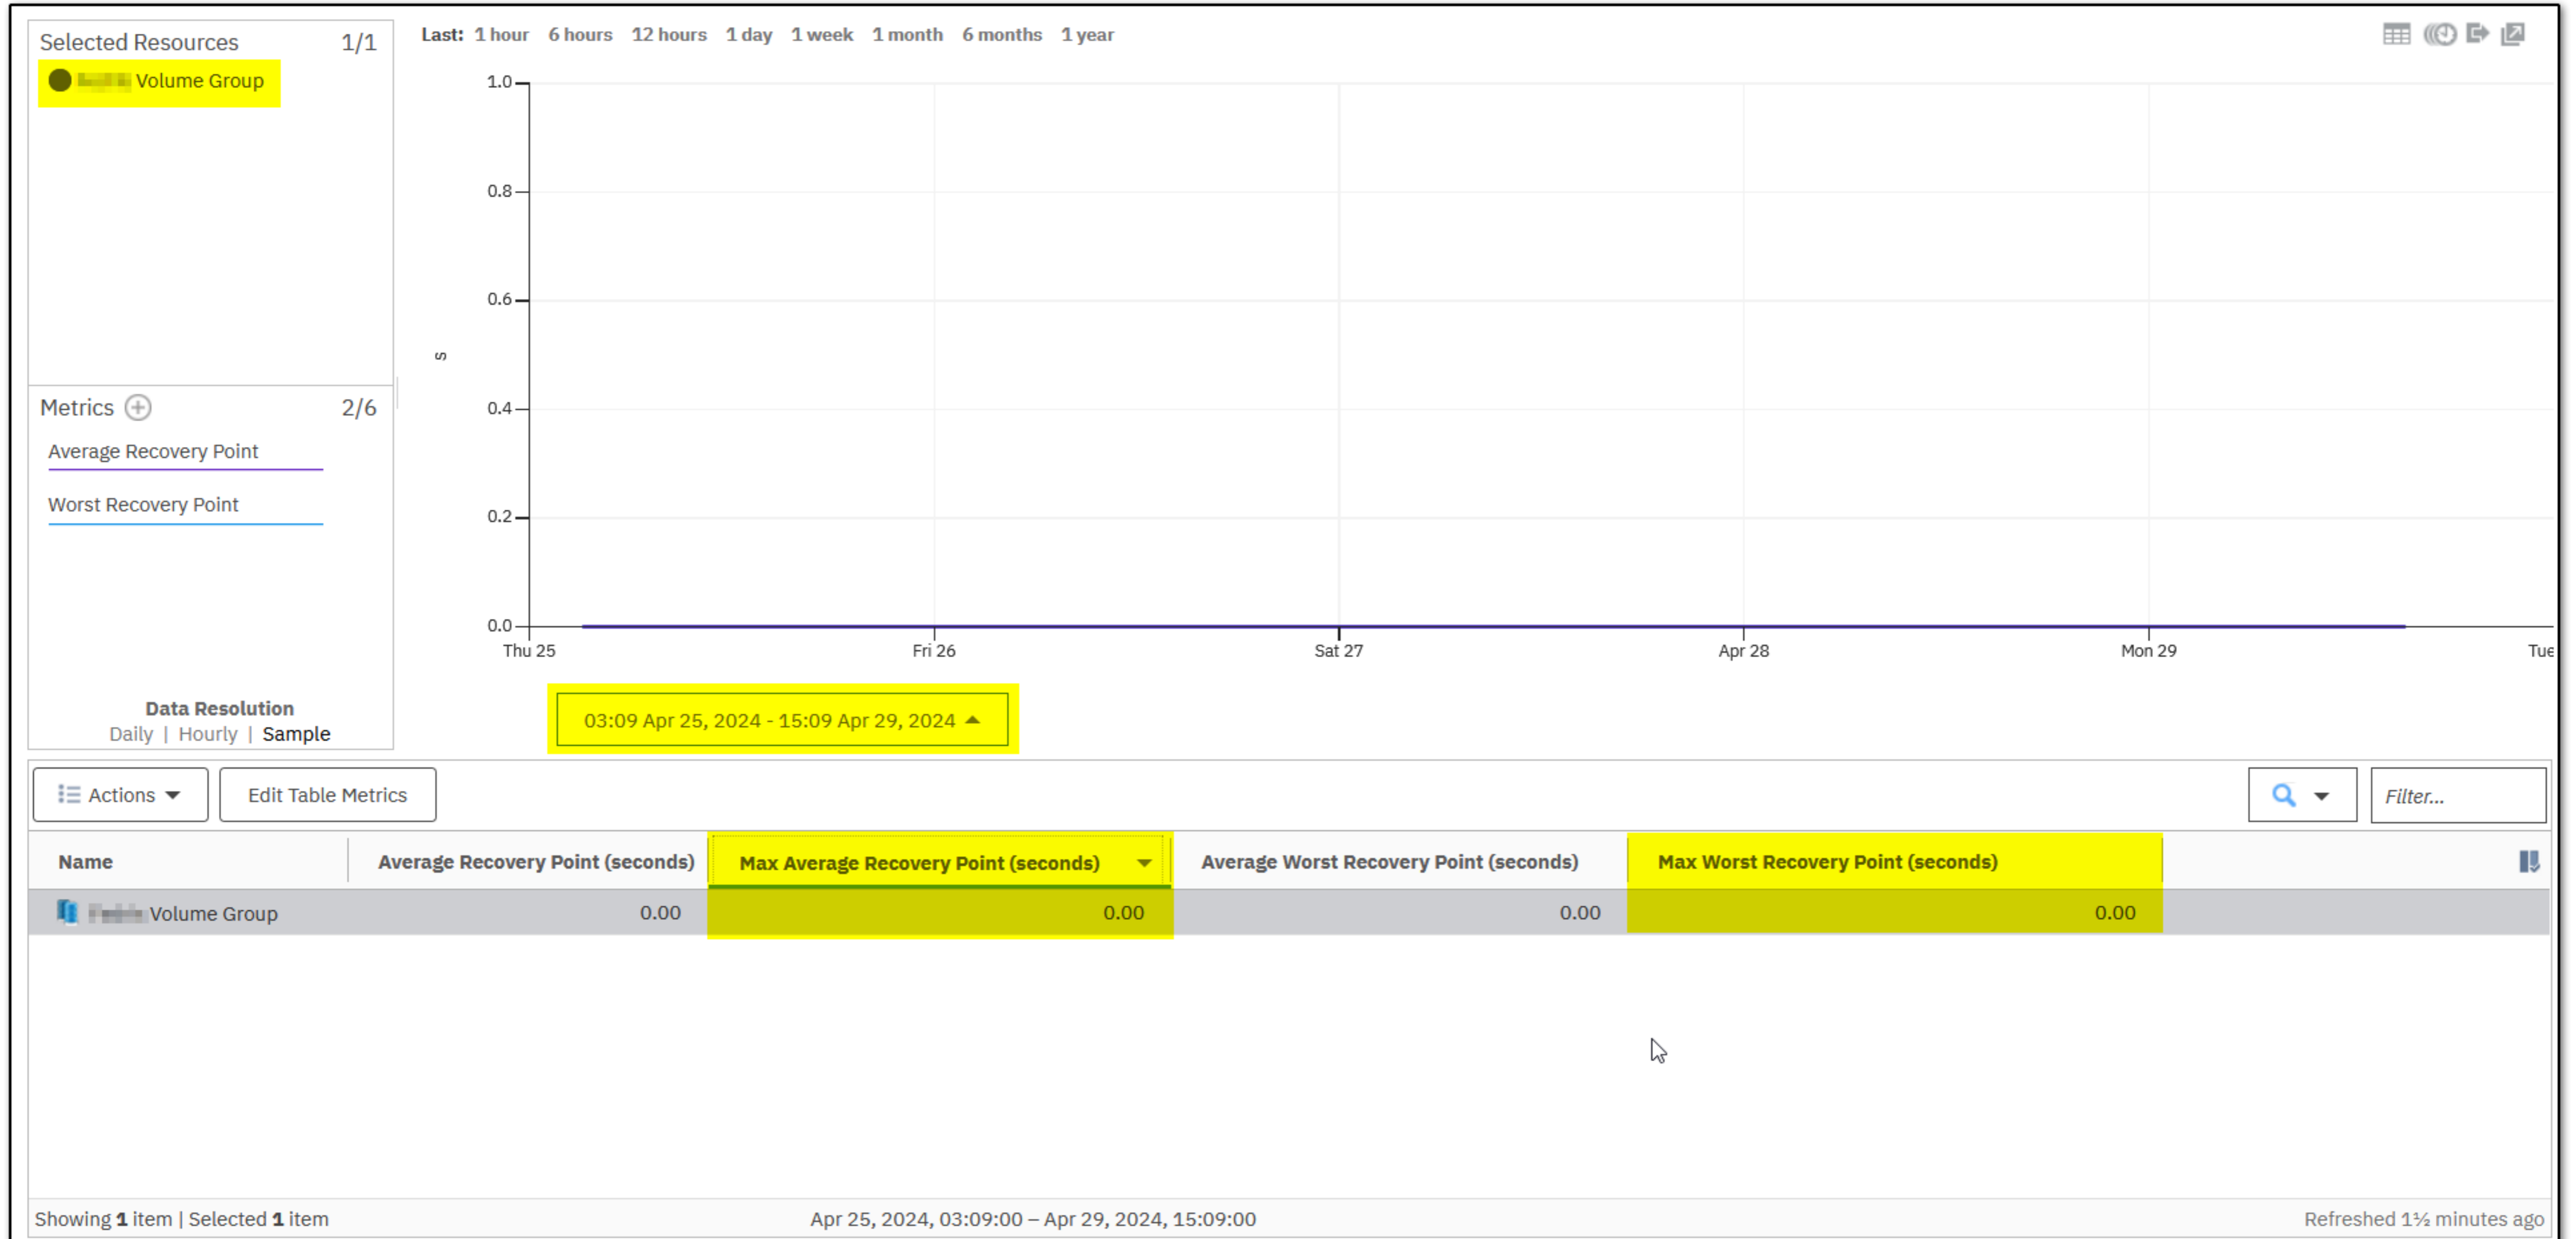 Selected Resources 1/1
Volume Group
Last: 1 hour 6 hours 12 hours 1 day 1 week 1 month 6 months 1 year
1.0
0.8
0.6
s
0.4
0.2
0.0
Thu 25 Fri 26 Sat 27 Apr 28 Mon 29 Tue
Metrics 2/6
Average Recovery Point
Worst Recovery Point
Data Resolution
Daily | Hourly | Sample
03:09 Apr 25, 2024 - 15:09 Apr 29, 2024
Actions Edit Table Metrics Filter...
Name Average Recovery Point (seconds) Max Average Recovery Point (seconds) Average Worst Recovery Point (seconds) Max Worst Recovery Point (seconds)
Volume Group 0.00 0.00 0.00 0.00
Showing 1 item | Selected 1 item Apr 25, 2024, 03:09:00 – Apr 29, 2024, 15:09:00 Refreshed 1½ minutes ago